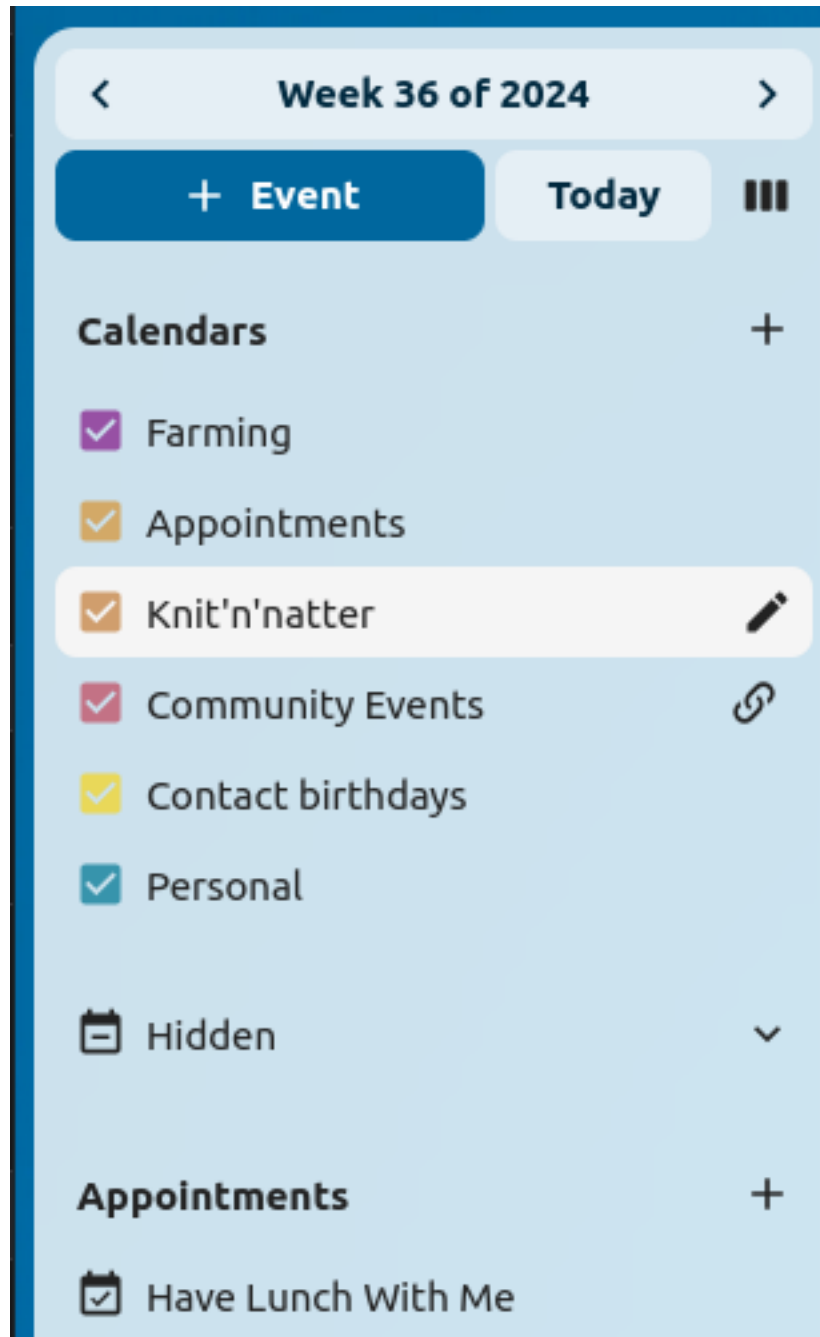 Week 36 of 2024
+ Event
Today
Calendars
Farming
Appointments
Knit'n'natter
Community Events
Contact birthdays
Personal
Hidden
Appointments
Have Lunch With Me